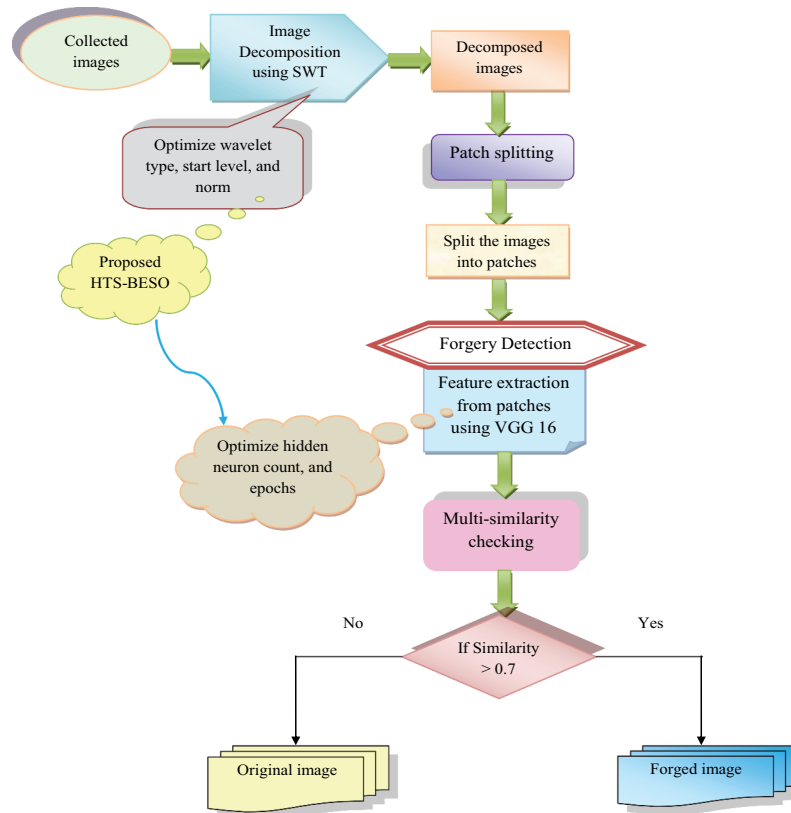 Collected
images
Image
Decomposition
using SWT
Decomposed
images
Optimize wavelet
type, start level, and
norm
Patch splitting
Proposed
HTS-BESO
Split the images
into patches
Forgery Detection
Feature extraction
from patches
using VGG 16
Optimize hidden
neuron count, and
epochs
Multi-similarity
checking
If Similarity
> 0.7
No
Yes
Original image
Forged image